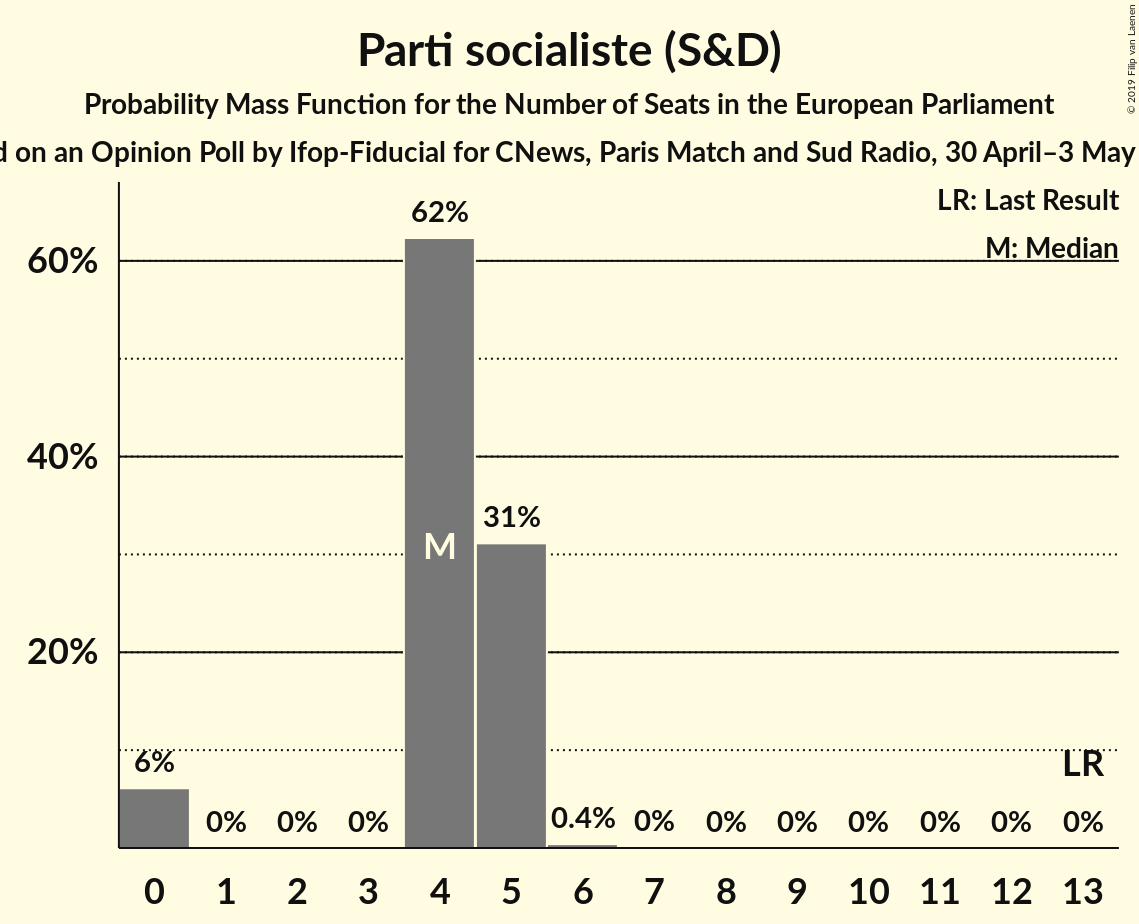 Parti socialiste (S&D)
Probability Mass Function for the Number of Seats in the European Parliament
on an Opinion Poll by Ifop-Fiducial for CNews, Paris Match and Sud Radio, 30 April–3 May
© 2019 Filip van Laenen
LR: Last Result
M: Median
60%
40%
20%
6%
0%
0%
0%
62%
M
31%
0.4%
0%
0%
0%
0%
0%
0%
LR
0%
0 1 2 3 4 5 6 7 8 9 10 11 12 13